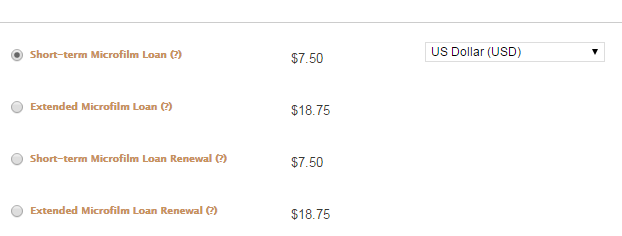 Short-term Microfilm Loan (?) $7.50 US Dollar (USD)
Extended Microfilm Loan (?) $18.75
Short-term Microfilm Loan Renewal (?) $7.50
Extended Microfilm Loan Renewal (?) $18.75